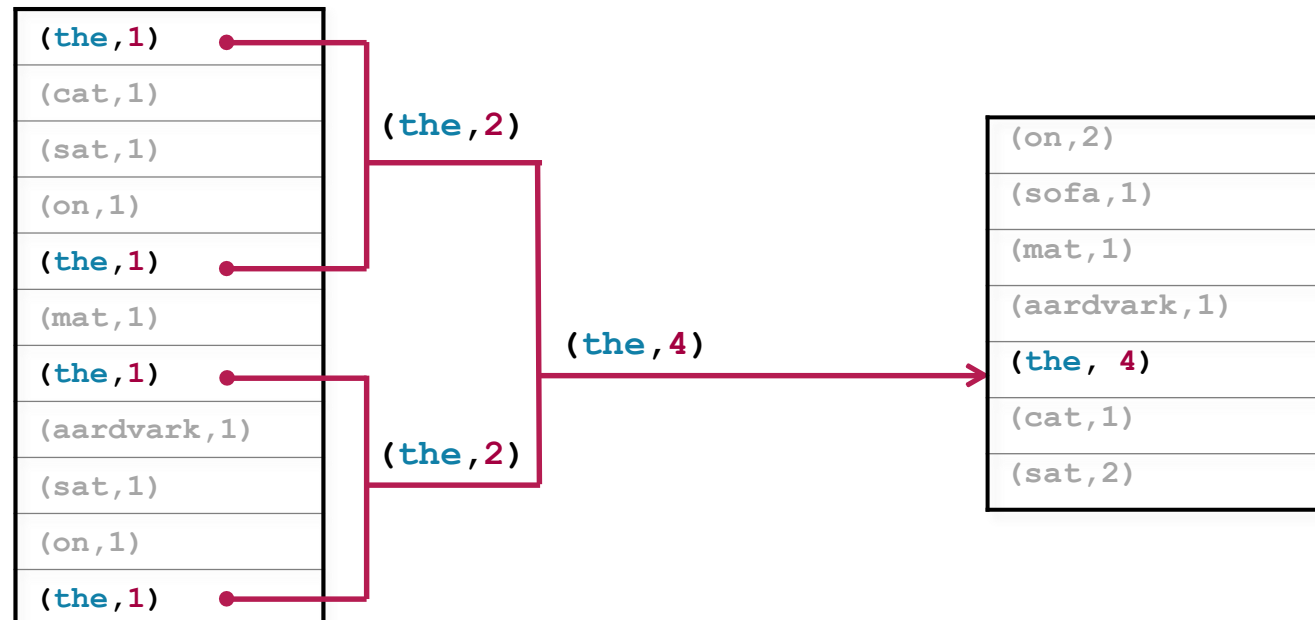 (the,1)
(cat,1)
(sat,1)
(on,1)
(the,1)
(mat,1)
(the,1)
(aardvark,1)
(sat,1)
(on,1)
(the,1)
(the,2)
(the,2)
(the,4)
(on,2)
(sofa,1)
(mat,1)
(aardvark,1)
(the, 4)
(cat,1)
(sat,2)